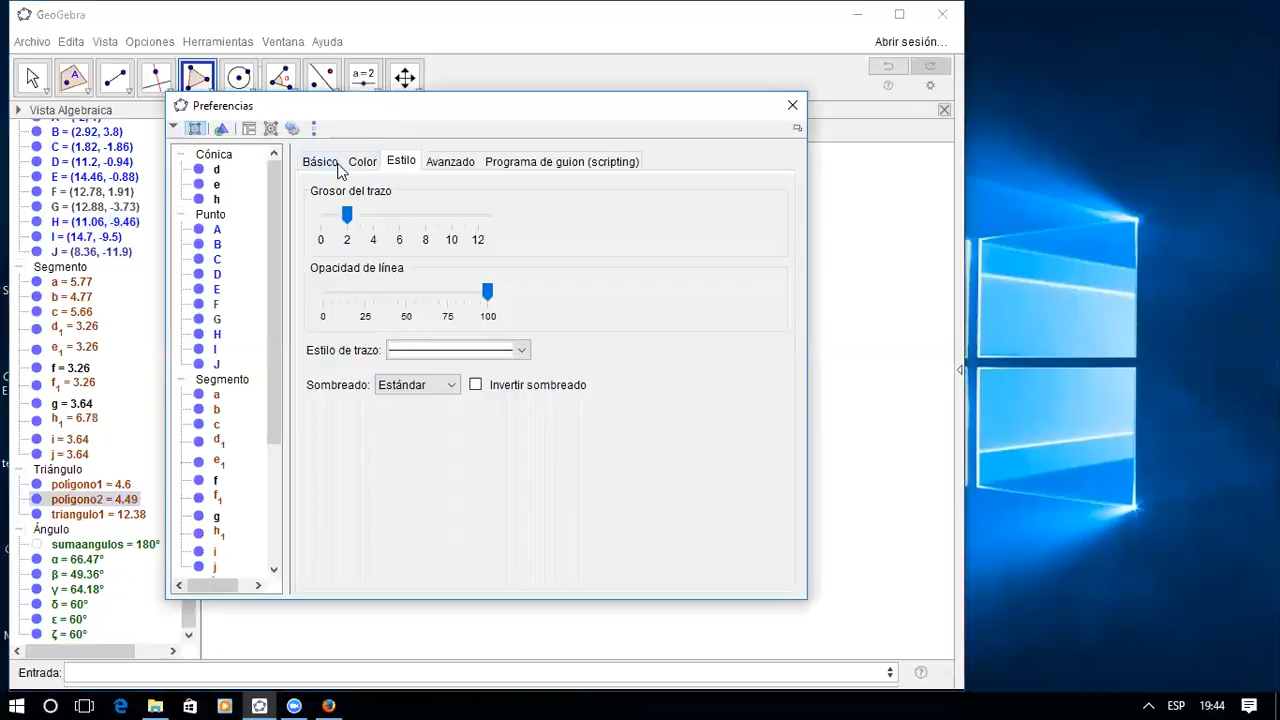 GeoGebra
Archivo Edita Vista Opciones Herramientas Ventana Ayuda
Abrir sesión...
A
α
a=2
Vista Algebraica
B = (2.92, 3.8)
C = (1.82, -1.86)
D = (11.2, -0.94)
E = (14.46, -0.88)
F = (12.78, 1.91)
G = (12.88, -3.73)
H = (11.06, -9.46)
I = (14.7, -9.5)
J = (8.36, -11.9)
Segmento
a = 5.77
b = 4.77
c = 5.66
d1 = 3.26
e1 = 3.26
f = 3.26
f1 = 3.26
g = 3.64
h1 = 6.78
i = 3.64
j = 3.64
Triángulo
polígono1 = 4.6
polígono2 = 4.49
triangulo1 = 12.38
Ángulo
sumaangulos = 180°
α = 66.47°
β = 49.36°
γ = 64.18°
δ = 60°
ε = 60°
ζ = 60°
Preferencias
Cónica
d
e
h
Punto
A
B
C
D
E
F
G
H
I
J
Segmento
a
b
c
d1
e1
f
f1
g
h1
i
j
Básico Color Estilo Avanzado Programa de guion (scripting)
Grosor del trazo
0 2 4 6 8 10 12
Opacidad de línea
0 25 50 75 100
Estilo de trazo:
Sombreado: Estándar Invertir sombreado
Entrada:
ESP 19:44